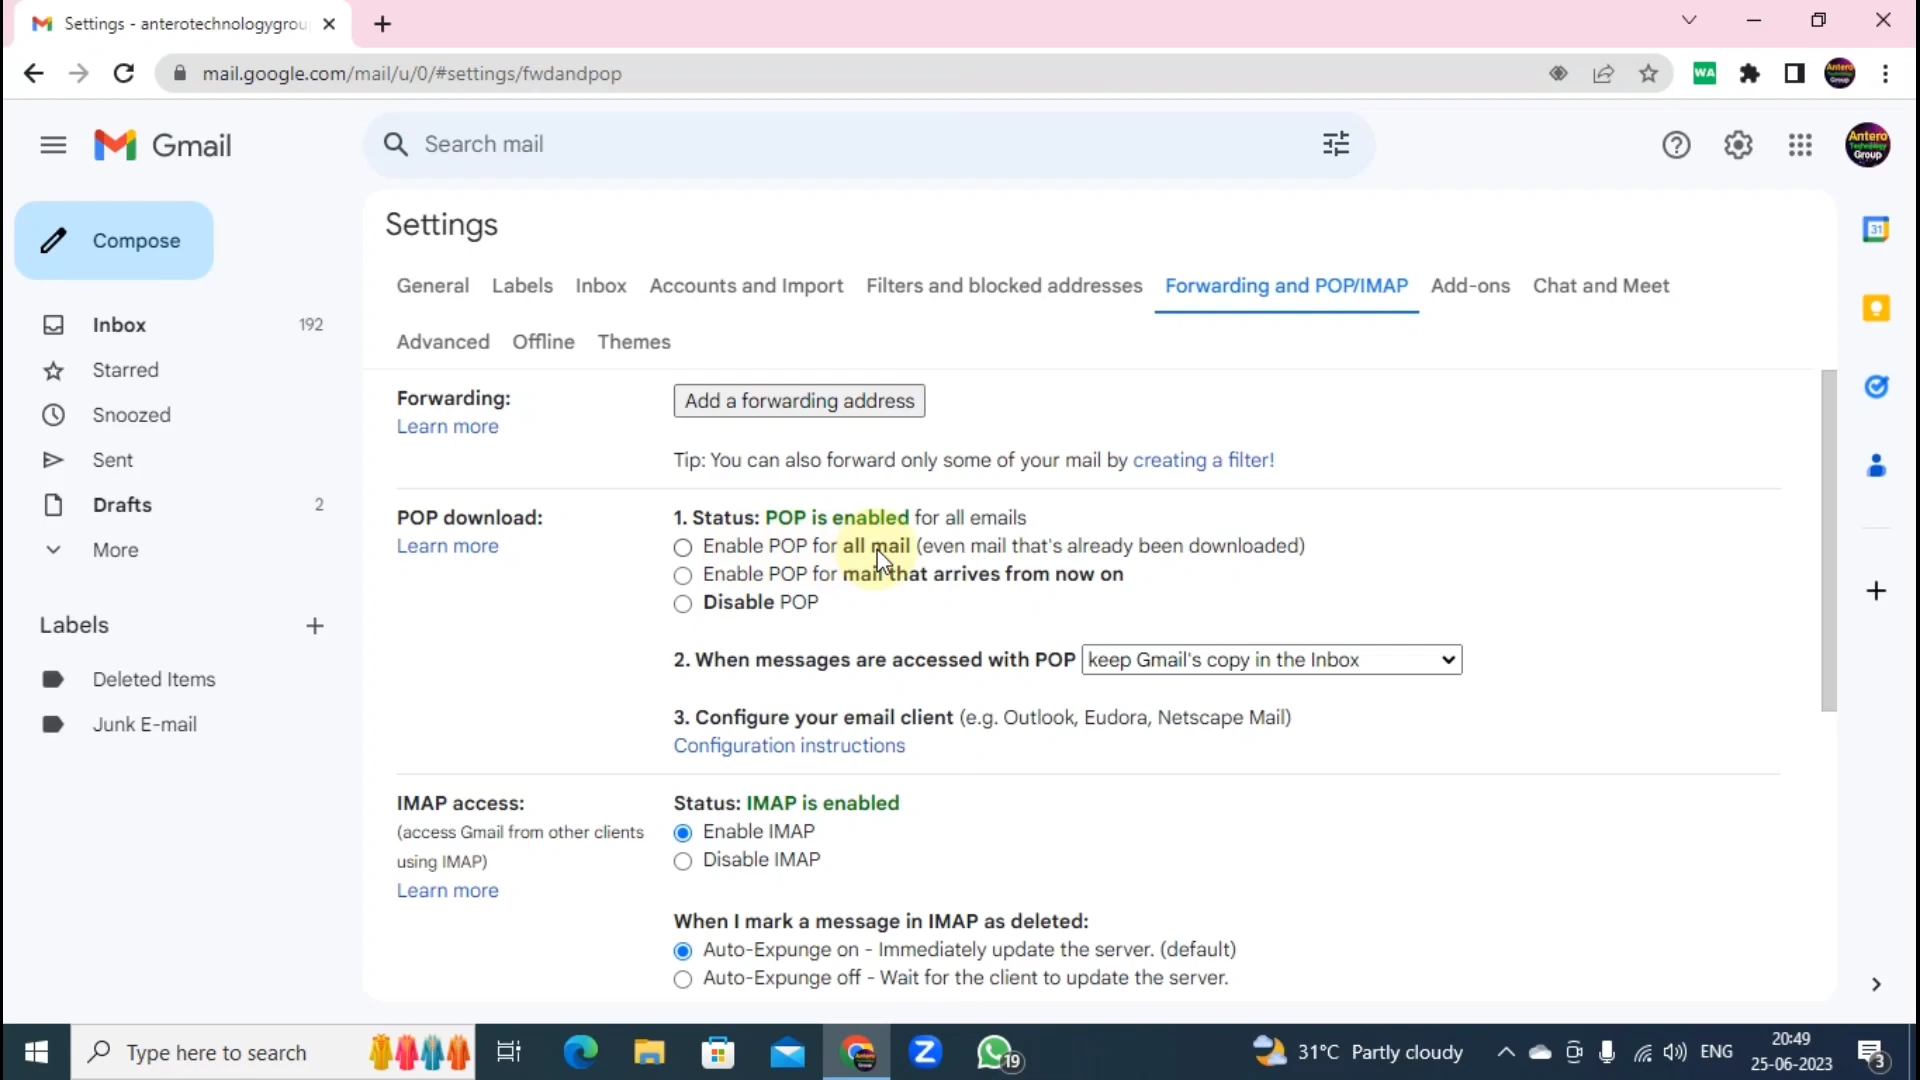 Settings - anterotechnologygrou
mail.google.com/mail/u/0/#settings/fwdandpop
WA
Gmail
Search mail
Antero
Technology
Group
Compose
Settings
31
General Labels Inbox Accounts and Import Filters and blocked addresses Forwarding and POP/IMAP Add-ons Chat and Meet
Advanced Offline Themes
Inbox 192
Starred
Snoozed
Sent
Drafts 2
More
Labels
Deleted Items
Junk E-mail
Forwarding:
Learn more
Add a forwarding address
Tip: You can also forward only some of your mail by creating a filter!
POP download:
Learn more
1. Status: POP is enabled for all emails
Enable POP for all mail (even mail that's already been downloaded)
Enable POP for mail that arrives from now on
Disable POP
2. When messages are accessed with POP keep Gmail's copy in the Inbox
3. Configure your email client (e.g. Outlook, Eudora, Netscape Mail)
Configuration instructions
IMAP access:
(access Gmail from other clients
using IMAP)
Learn more
Status: IMAP is enabled
Enable IMAP
Disable IMAP
When I mark a message in IMAP as deleted:
Auto-Expunge on - Immediately update the server. (default)
Auto-Expunge off - Wait for the client to update the server.
Type here to search
Z
19
31°C Partly cloudy
ENG
20:49
25-06-2023
3